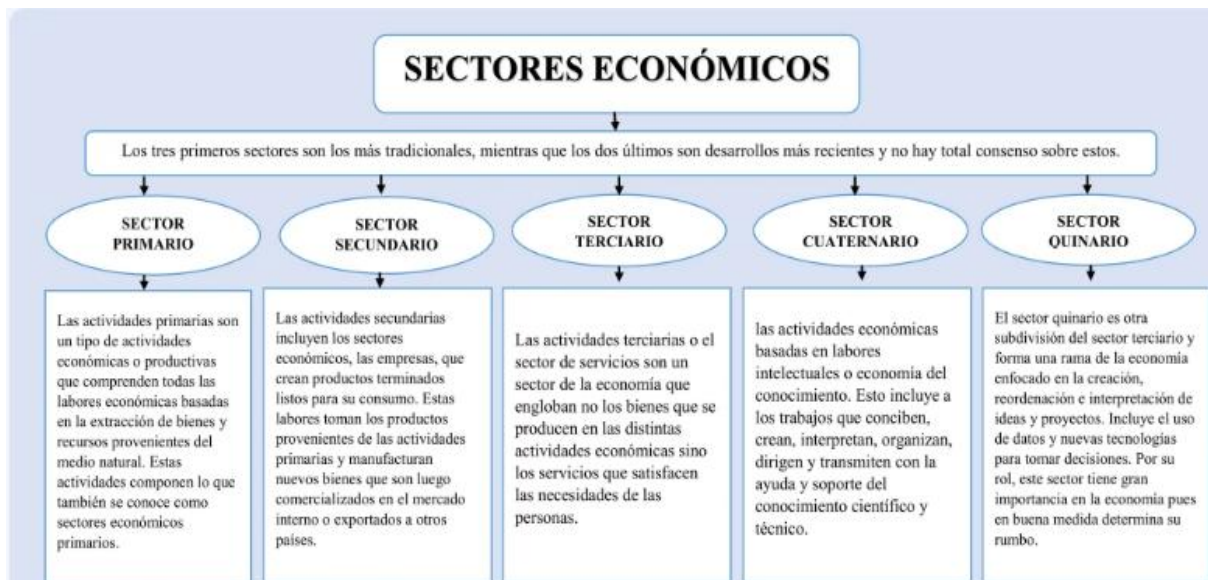 SECTORES ECONÓMICOS
Los tres primeros sectores son los más tradicionales, mientras que los dos últimos son desarrollos más recientes y no hay total consenso sobre estos.
SECTOR
PRIMARIO
Las actividades primarias son
un tipo de actividades
económicas o productivas
que comprenden todas las
labores económicas basadas
en la extracción de bienes y
recursos provenientes del
medio natural. Estas
actividades componen lo que
también se conoce como
sectores económicos
primarios.
SECTOR
SECUNDARIO
Las actividades secundarias
incluyen los sectores
económicos, las empresas, que
crean productos terminados
listos para su consumo. Estas
labores toman los productos
provenientes de las actividades
primarias y manufacturan
nuevos bienes que son luego
comercializados en el mercado
interno o exportados a otros
países.
SECTOR
TERCIARIO
Las actividades terciarias o el
sector de servicios son un
sector de la economía que
engloban no los bienes que se
producen en las distintas
actividades económicas sino
los servicios que satisfacen
las necesidades de las
personas.
SECTOR
CUATERNARIO
las actividades económicas
basadas en labores
intelectuales o economía del
conocimiento. Esto incluye a
los trabajos que conciben,
crean, interpretan, organizan,
dirigen y transmiten con la
ayuda y soporte del
conocimiento científico y
técnico.
SECTOR
QUINARIO
El sector quinario es otra
subdivisión del sector terciario y
forma una rama de la economía
enfocado en la creación,
reordenación e interpretación de
ideas y proyectos. Incluye el uso
de datos y nuevas tecnologías
para tomar decisiones. Por su
rol, este sector tiene gran
importancia en la economía pues
en buena medida determina su
rumbo.